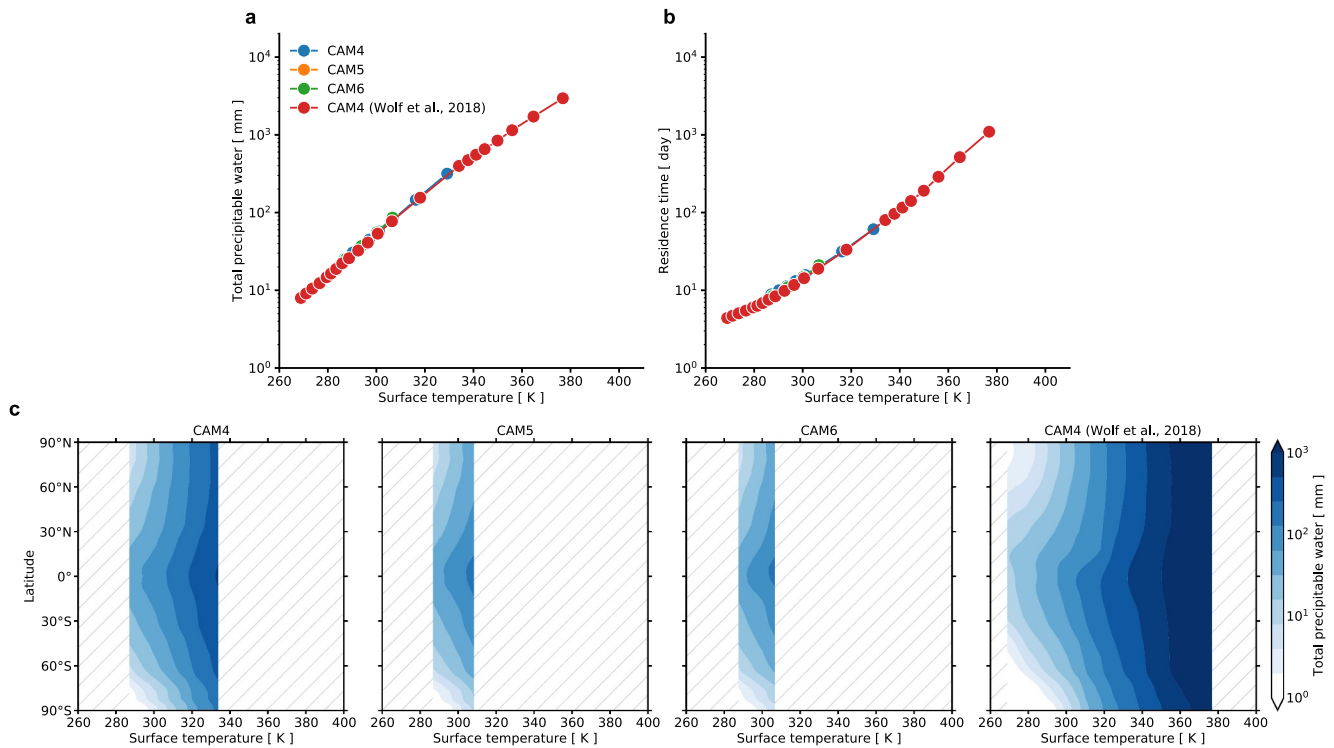 a
Total precipitable water [ mm ]
10⁴
10³
10²
10¹
10⁰
CAM4
CAM5
CAM6
CAM4 (Wolf et al., 2018)
260 280 300 320 340 360 380 400
Surface temperature [ K ]
b
Residence time [ day ]
10⁴
10³
10²
10¹
10⁰
260 280 300 320 340 360 380 400
Surface temperature [ K ]
c
CAM4
Latitude
90°N
60°N
30°N
0°
30°S
60°S
90°S
260 280 300 320 340 360 380 400
Surface temperature [ K ]
CAM5
260 280 300 320 340 360 380 400
Surface temperature [ K ]
CAM6
260 280 300 320 340 360 380 400
Surface temperature [ K ]
CAM4 (Wolf et al., 2018)
260 280 300 320 340 360 380 400
Surface temperature [ K ]
10³
10²
10¹
10⁰
Total precipitable water [ mm ]